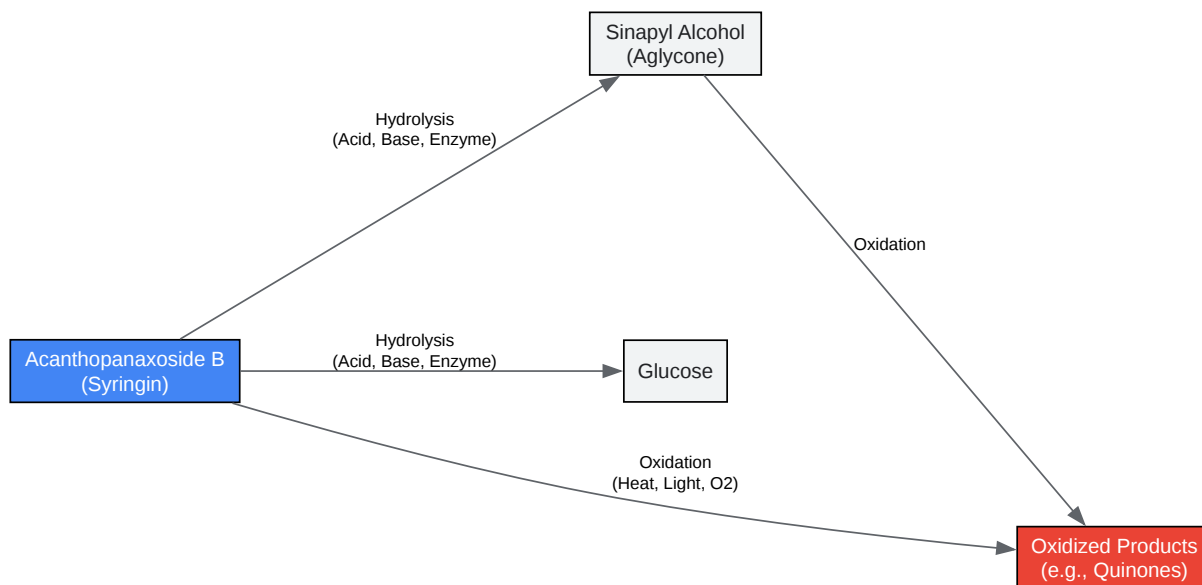 Sinapyl Alcohol
(Aglycone)
Hydrolysis
(Acid, Base, Enzyme)
Oxidation
Acanthopanaxoside B
(Syringin)
Hydrolysis
(Acid, Base, Enzyme)
Glucose
Oxidation
(Heat, Light, O2)
Oxidized Products
(e.g., Quinones)